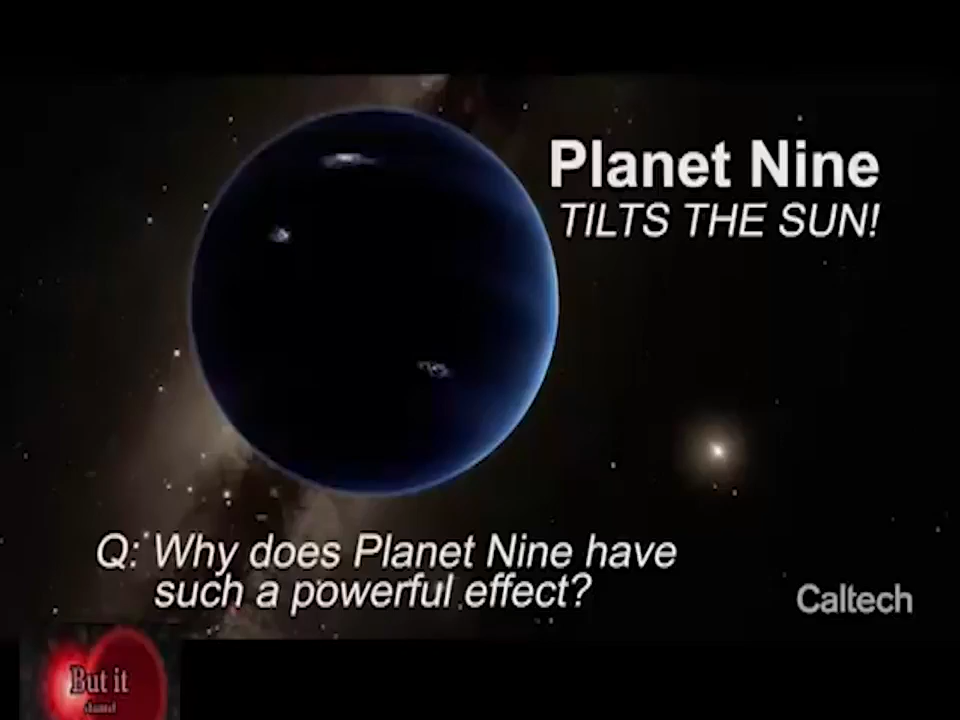 Planet Nine
TILTS THE SUN!
Q: Why does Planet Nine have
such a powerful effect?
Caltech
But it